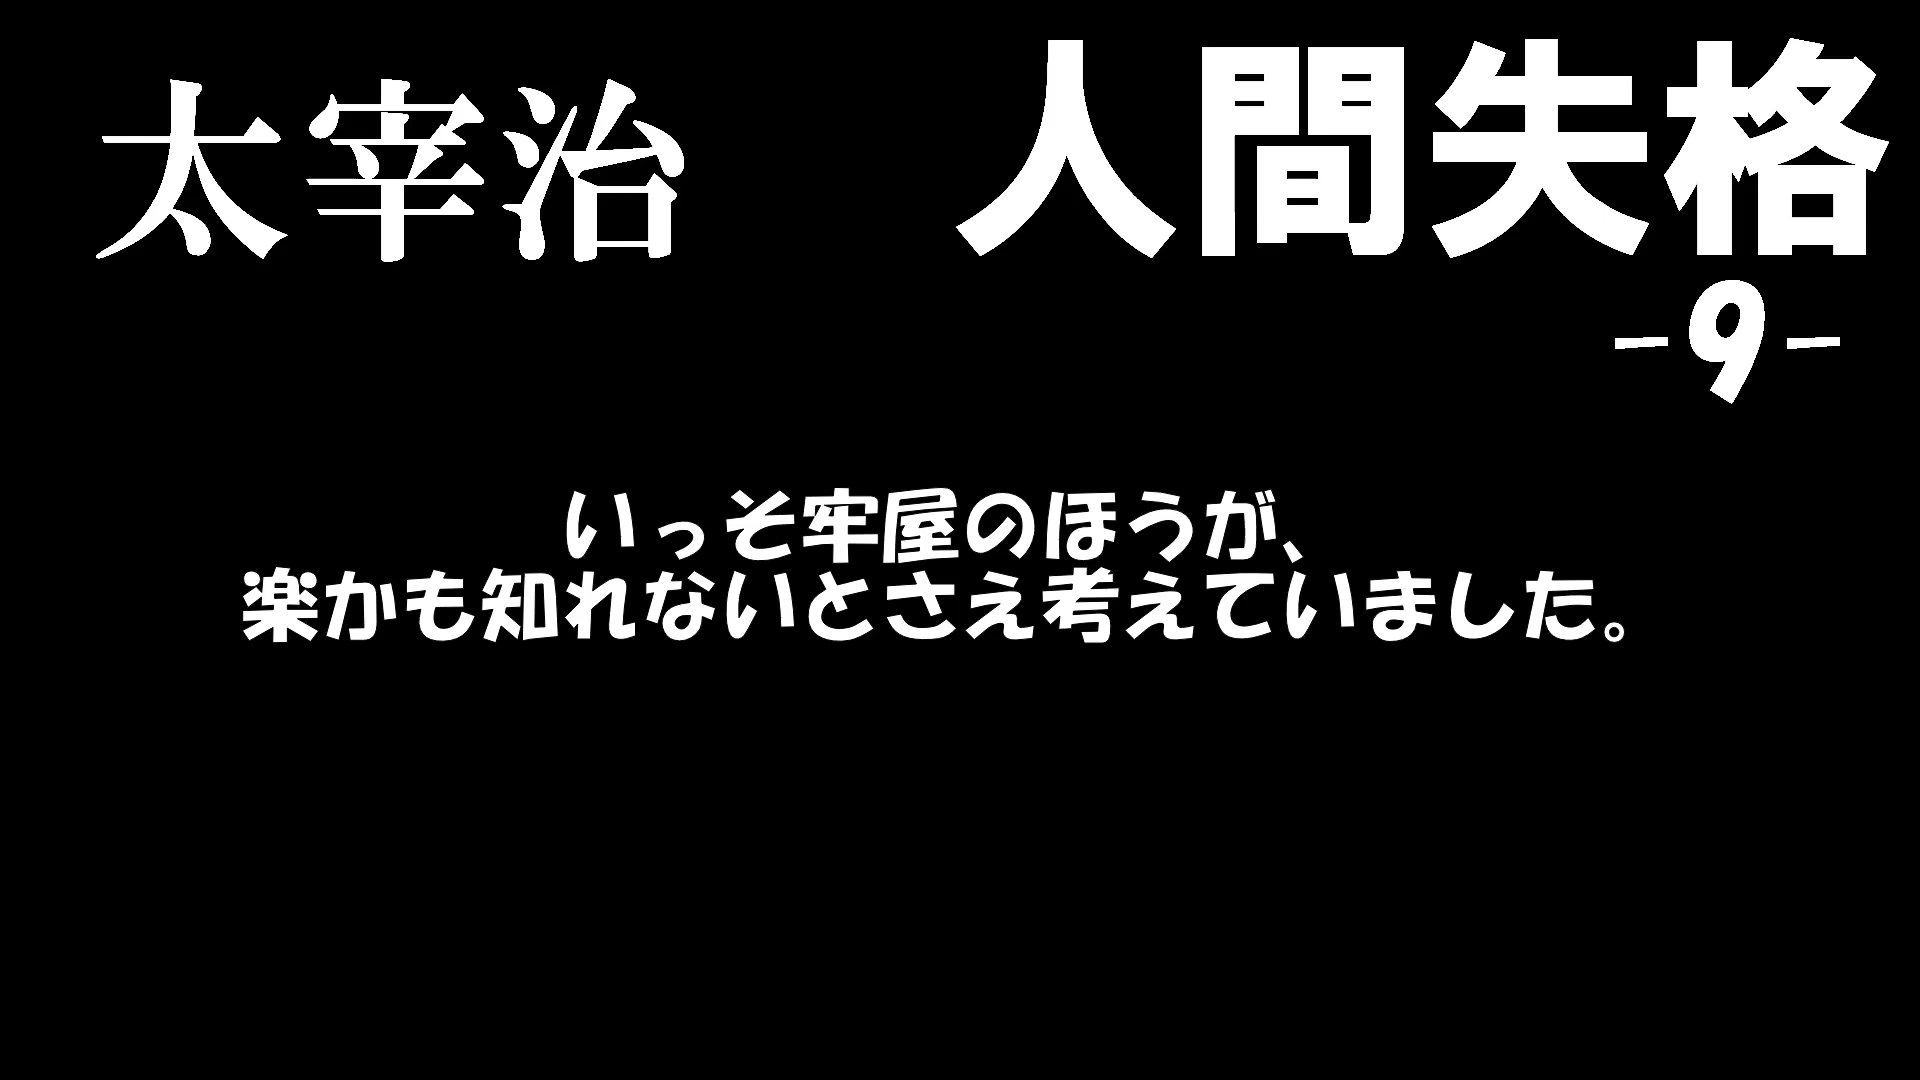 太宰治
人間失格
-9-
いっそ牢屋のほうが、
楽かも知れないとさえ考えていました。